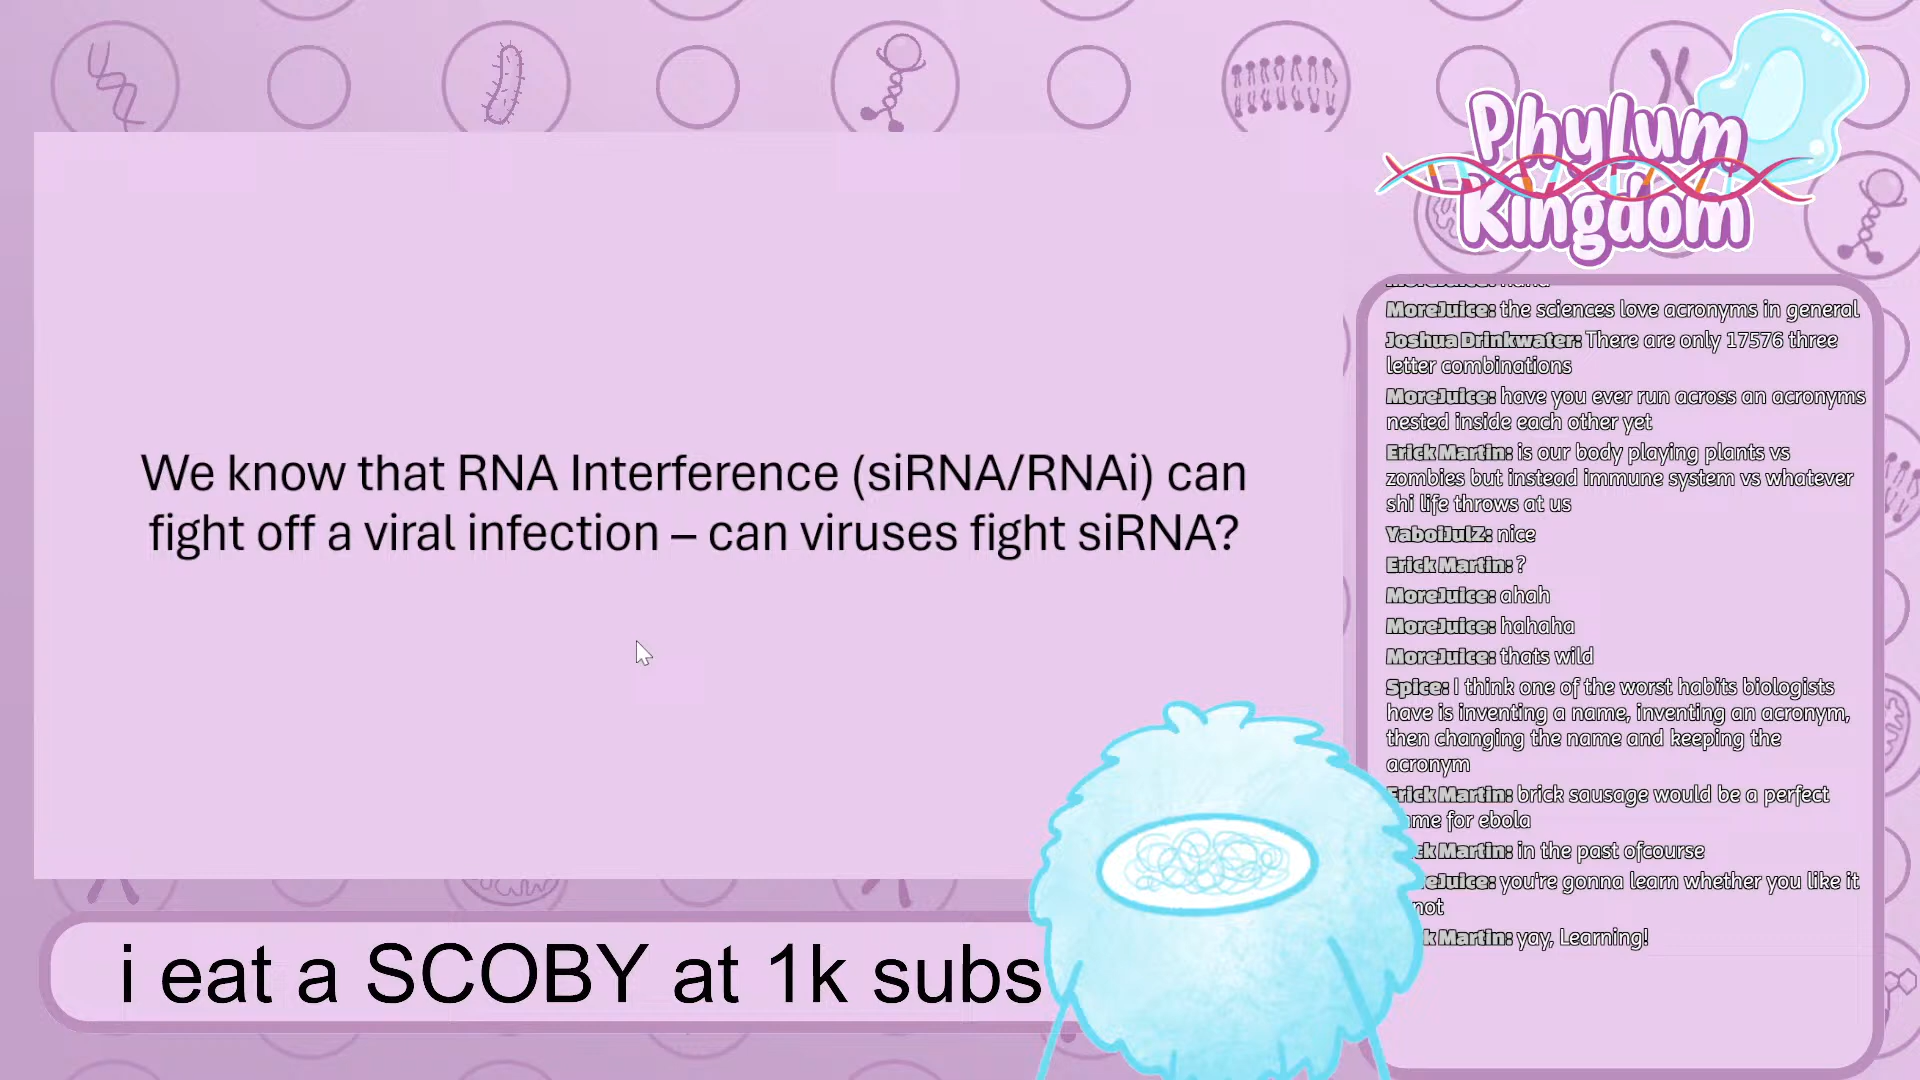 Phylum
Kingdom
We know that RNA Interference (siRNA/RNAi) can
fight off a viral infection – can viruses fight siRNA?
MoreJuice: the sciences love acronyms in general
Joshua Drinkwater: There are only 17576 three
letter combinations
MoreJuice: have you ever run across an acronyms
nested inside each other yet
Erick Martin: is our body playing plants vs
zombies but instead immune system vs whatever
shi life throws at us
YaboiJulZ: nice
Erick Martin: ?
MoreJuice: ahah
MoreJuice: hahaha
MoreJuice: thats wild
Spice: I think one of the worst habits biologists
have is inventing a name, inventing an acronym,
then changing the name and keeping the
acronym
Erick Martin: brick sausage would be a perfect
for ebola
Martin: in the past ofcourse
you're gonna learn whether you like it
not
Martin: yay, Learning!
i eat a SCOBY at 1k subs